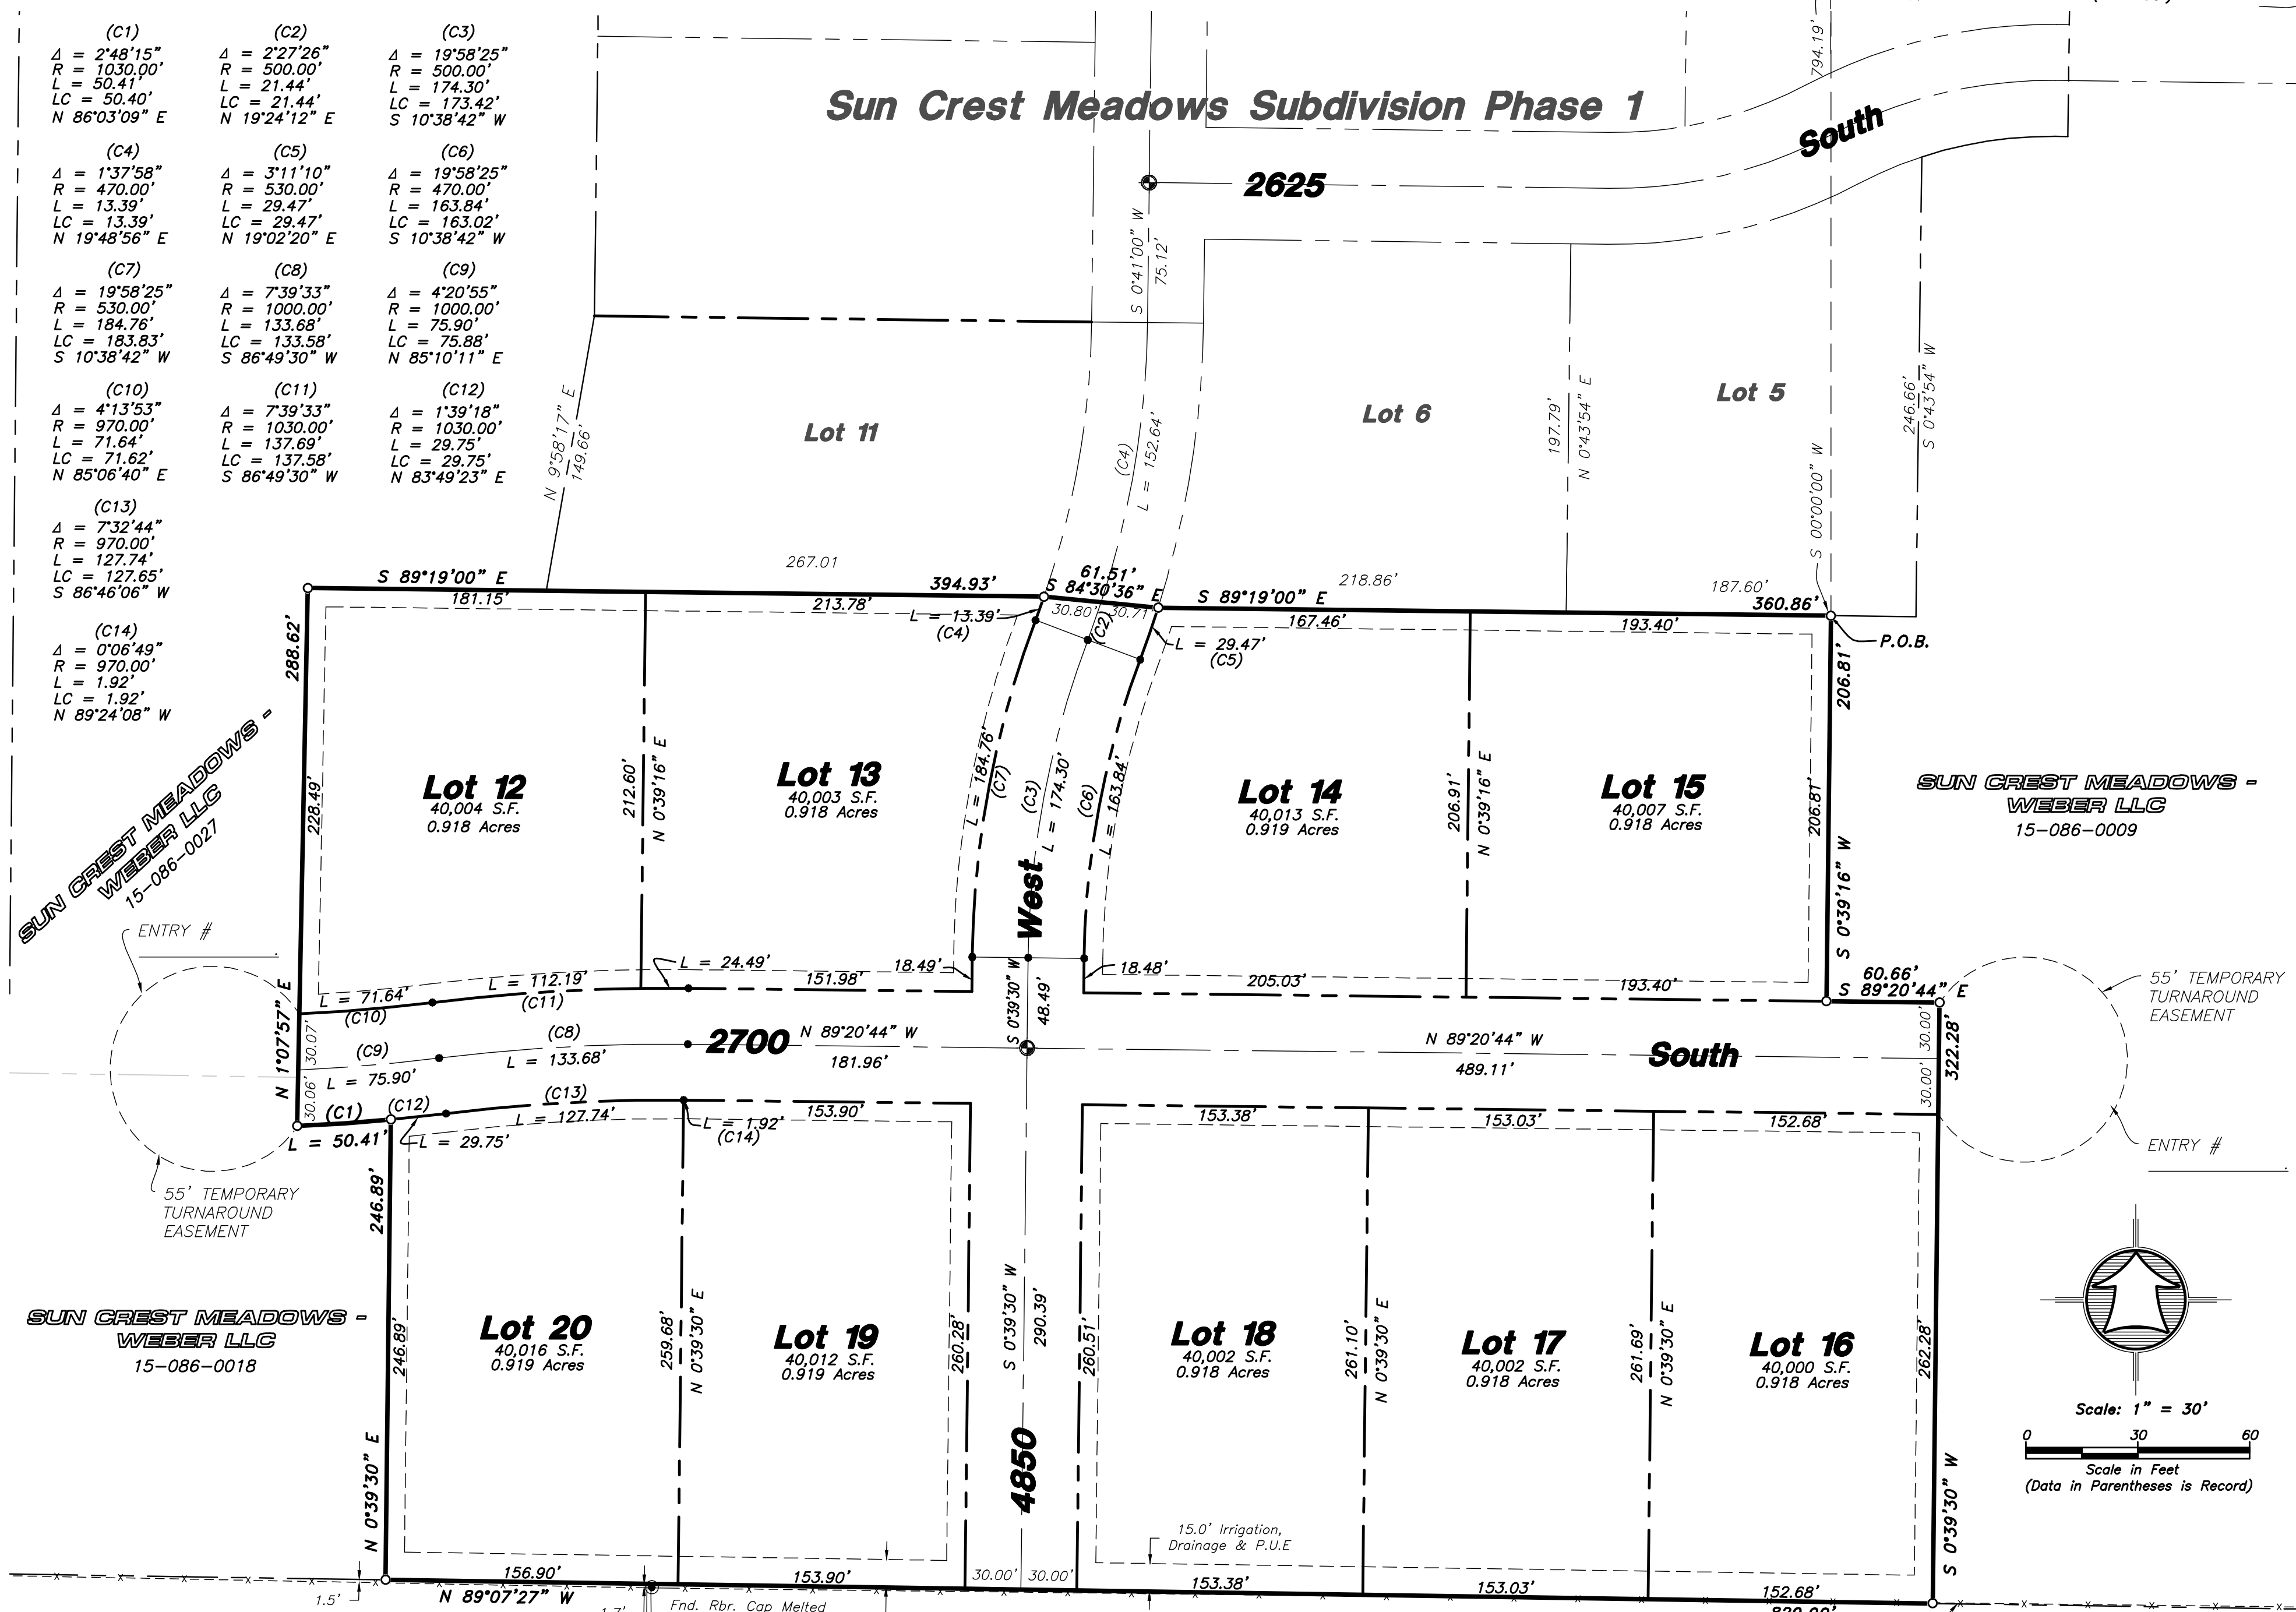 (C1)
Δ = 2°48'15"
R = 1030.00'
L = 50.41'
LC = 50.40'
N 86°03'09" E
(C2)
Δ = 2°27'26"
R = 500.00'
L = 21.44'
LC = 21.44'
N 19°24'12" E
(C3)
Δ = 19°58'25"
R = 500.00'
L = 174.30'
LC = 173.42'
S 10°38'42" W
(C4)
Δ = 1°37'58"
R = 470.00'
L = 13.39'
LC = 13.39'
N 19°48'56" E
(C5)
Δ = 3°11'10"
R = 530.00'
L = 29.47'
LC = 29.47'
N 19°02'20" E
(C6)
Δ = 19°58'25"
R = 470.00'
L = 163.84'
LC = 163.02'
S 10°38'42" W
(C7)
Δ = 19°58'25"
R = 530.00'
L = 184.76'
LC = 183.83'
S 10°38'42" W
(C8)
Δ = 7°39'33"
R = 1000.00'
L = 133.68'
LC = 133.58'
S 86°49'30" W
(C9)
Δ = 4°20'55"
R = 1000.00'
L = 75.90'
LC = 75.88'
N 85°10'11" E
(C10)
Δ = 4°13'53"
R = 970.00'
L = 71.64'
LC = 71.62'
N 85°06'40" E
(C11)
Δ = 7°39'33"
R = 1030.00'
L = 137.69'
LC = 137.58'
S 86°49'30" W
(C12)
Δ = 1°39'18"
R = 1030.00'
L = 29.75'
LC = 29.75'
N 83°49'23" E
(C13)
Δ = 7°32'44"
R = 970.00'
L = 127.74'
LC = 127.65'
S 86°46'06" W
(C14)
Δ = 0°06'49"
R = 970.00'
L = 1.92'
LC = 1.92'
N 89°24'08" W
Sun Crest Meadows Subdivision Phase 1
794.19'
South
2625
S 0°41'00" W
75.12'
N 9°58'17" E
149.66'
Lot 11
(C4)
L = 152.64'
Lot 6
197.79'
N 0°43'54" E
Lot 5
S 00°00'00" W
246.66'
S 0°43'54" W
267.01
218.86'
187.60'
S 89°19'00" E
394.93'
61.51'
S 84°30'36" E
S 89°19'00" E
360.86'
181.15'
213.78'
30.80'
30.71'
167.46'
193.40'
L = 13.39'
(C4)
(C2)
L = 29.47'
(C5)
P.O.B.
288.62'
228.49'
206.81'
206.81'
S 0°39'16" W
Lot 12
40,004 S.F.
0.918 Acres
212.60'
N 0°39'16" E
Lot 13
40,003 S.F.
0.918 Acres
L = 184.76'
(C7)
(C3)
L = 174.30'
(C6)
L = 163.84'
West
Lot 14
40,013 S.F.
0.919 Acres
206.91'
N 0°39'16" E
Lot 15
40,007 S.F.
0.918 Acres
SUN CREST MEADOWS -
WEBER LLC
15-086-0027
SUN CREST MEADOWS -
WEBER LLC
15-086-0009
ENTRY #
N 1°07'57" E
30.07'
30.06'
L = 71.64'
(C10)
L = 112.19'
(C11)
L = 24.49'
151.98'
18.49'
18.48'
205.03'
193.40'
60.66'
S 89°20'44" E
55' TEMPORARY
TURNAROUND
EASEMENT
S 0°39'30" W
48.49'
(C9)
L = 75.90'
(C8)
L = 133.68'
2700
N 89°20'44" W
181.96'
N 89°20'44" W
489.11'
South
30.00'
30.00'
322.28'
ENTRY #
(C1)
L = 50.41'
(C12)
L = 29.75'
(C13)
L = 127.74'
L = 1.92'
(C14)
153.90'
153.38'
153.03'
152.68'
55' TEMPORARY
TURNAROUND
EASEMENT
246.89'
246.89'
N 0°39'30" E
SUN CREST MEADOWS -
WEBER LLC
15-086-0018
Lot 20
40,016 S.F.
0.919 Acres
259.68'
N 0°39'30" E
Lot 19
40,012 S.F.
0.919 Acres
260.28'
S 0°39'30" W
290.39'
4850
260.51'
Lot 18
40,002 S.F.
0.918 Acres
261.10'
N 0°39'30" E
Lot 17
40,002 S.F.
0.918 Acres
261.69'
N 0°39'30" E
Lot 16
40,000 S.F.
0.918 Acres
262.28'
S 0°39'30" W
Scale: 1" = 30'
0 30 60
Scale in Feet
(Data in Parentheses is Record)
15.0' Irrigation,
Drainage & P.U.E
156.90'
153.90'
30.00'
30.00'
153.38'
153.03'
152.68'
N 89°07'27" W
1.5'
Fnd. Rbr. Cap Melted